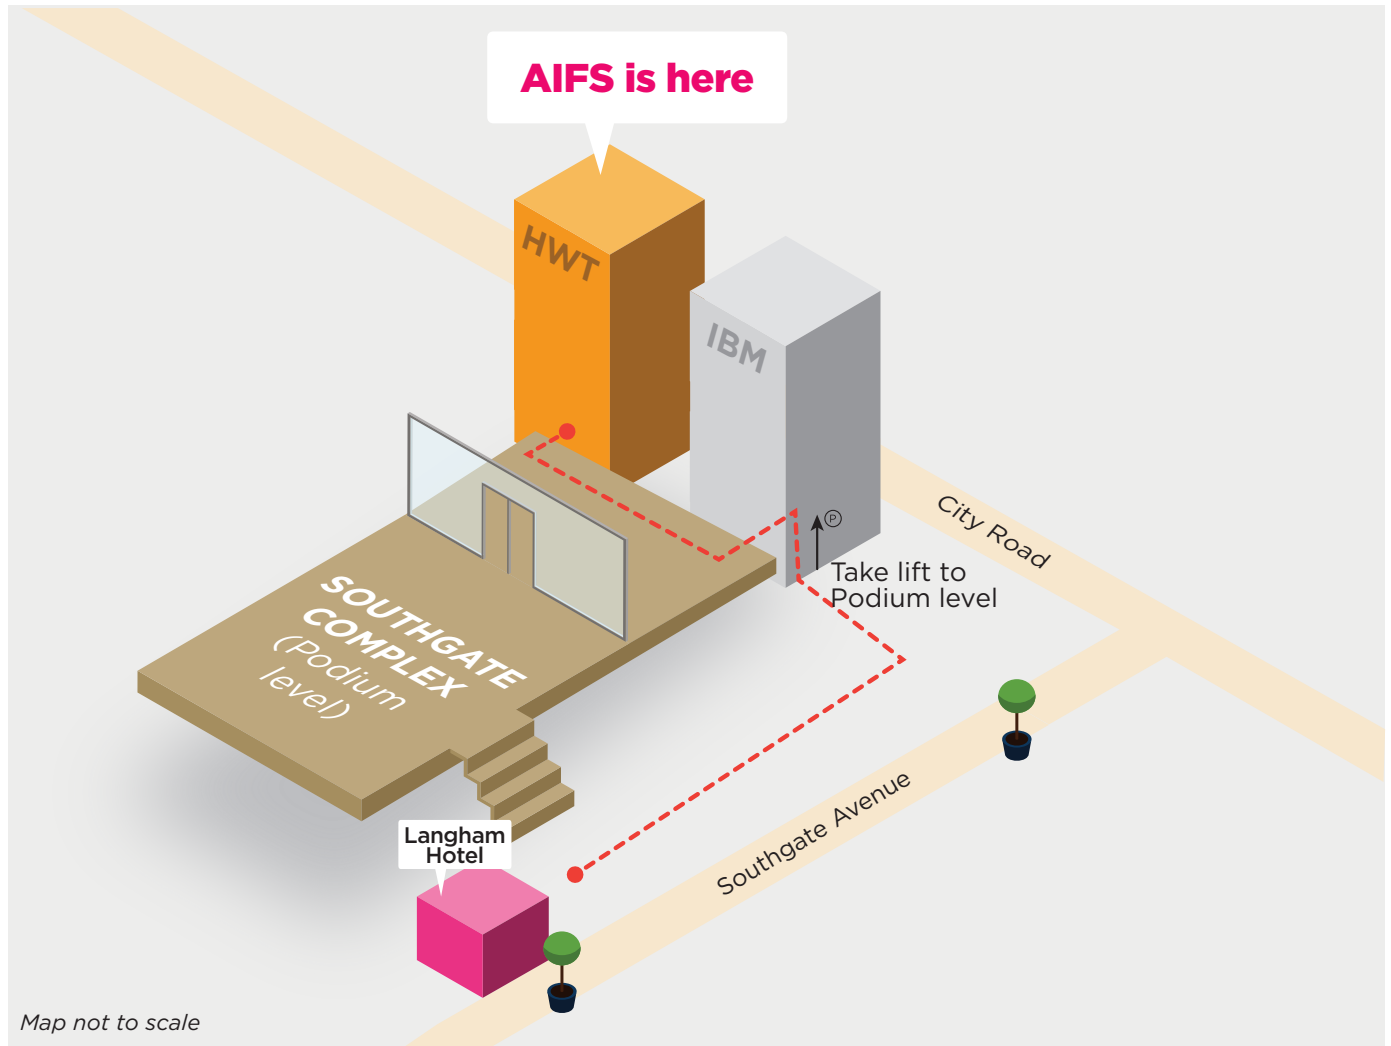 AIFS is here
HWT
IBM
City Road
P
Take lift to
Podium level
SOUTHGATE
COMPLEX
(Podium
level)
Southgate Avenue
Langham
Hotel
Map not to scale